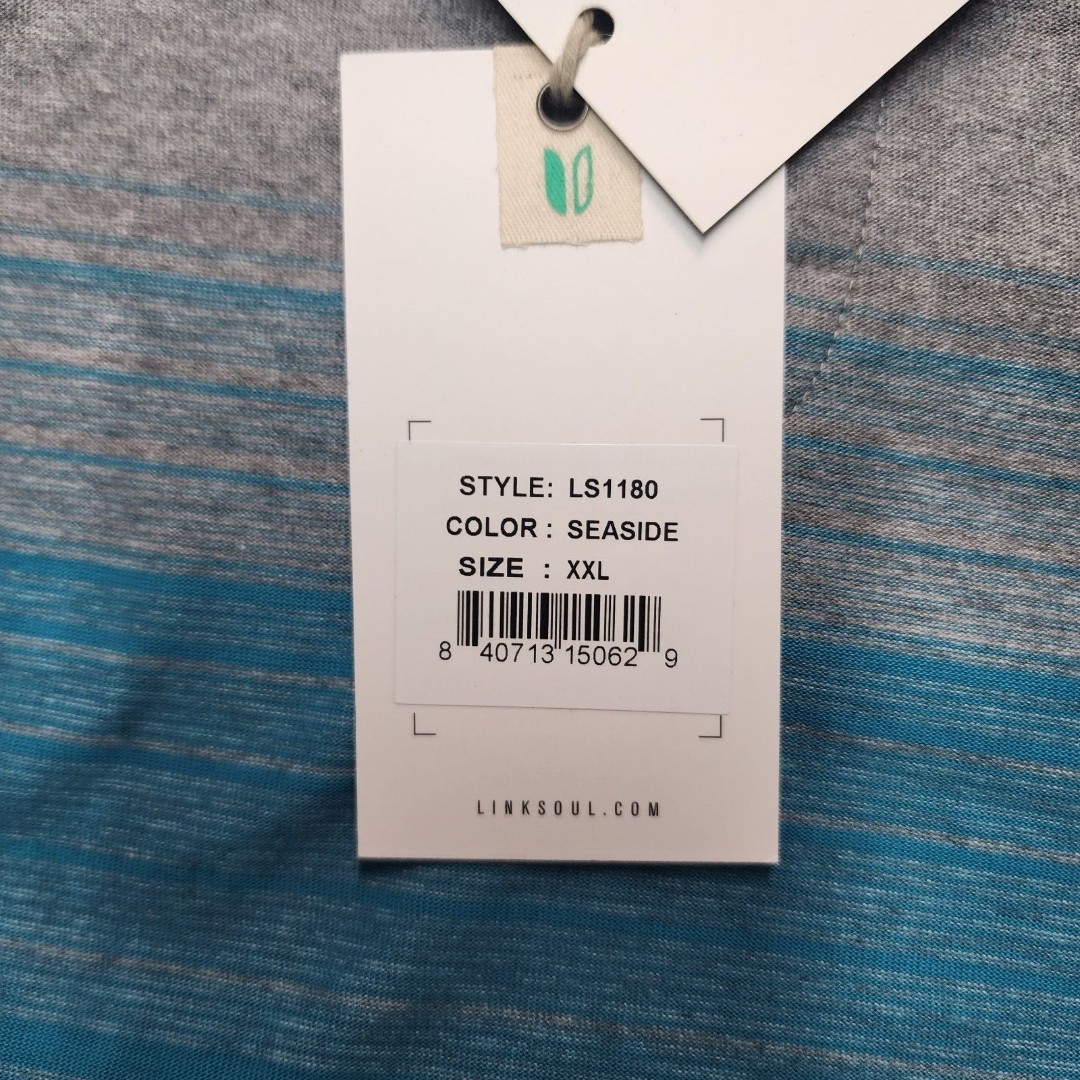 STYLE: LS1180
COLOR : SEASIDE
SIZE : XXL
8 40713 15062 9
LINKSOUL.COM